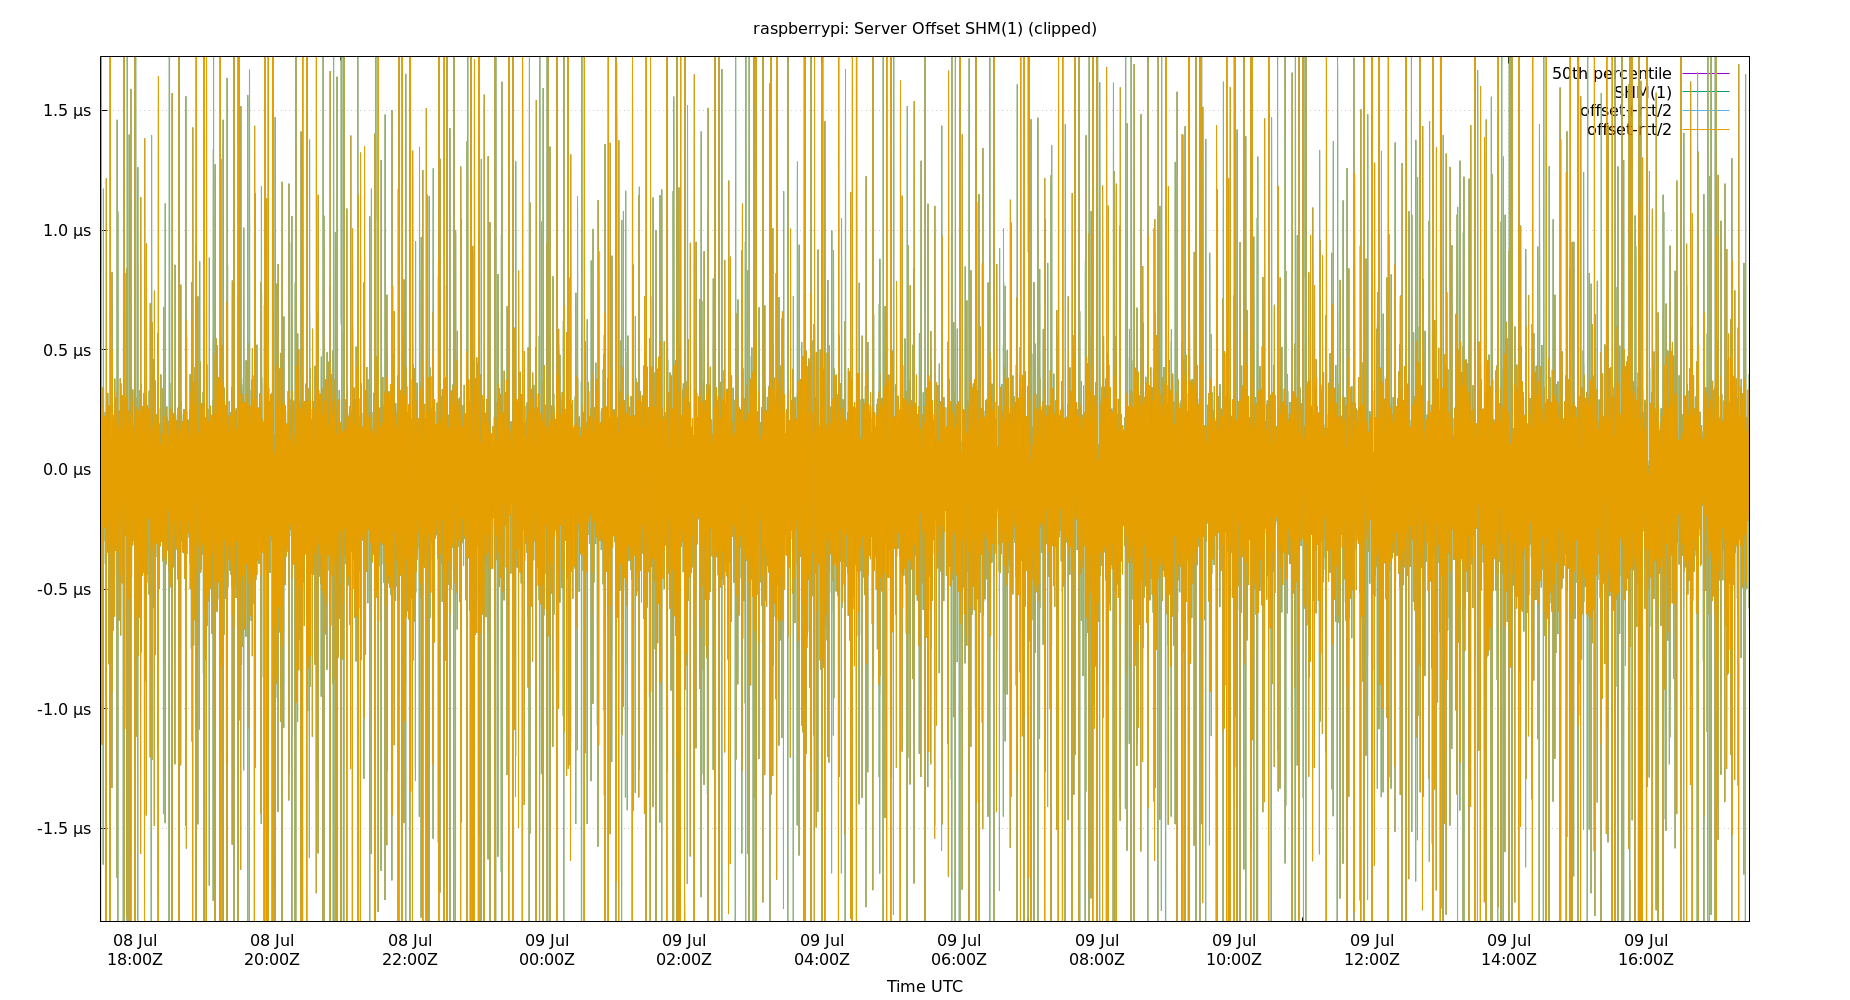 raspberrypi: Server Offset SHM(1) (clipped)
50th percentile
SHM(1)
offset+rtt/2
offset-rtt/2
1.5 µs
1.0 µs
0.5 µs
0.0 µs
-0.5 µs
-1.0 µs
-1.5 µs
08 Jul 08 Jul 08 Jul 09 Jul 09 Jul 09 Jul 09 Jul 09 Jul 09 Jul 09 Jul 09 Jul 09 Jul
18:00Z 20:00Z 22:00Z 00:00Z 02:00Z 04:00Z 06:00Z 08:00Z 10:00Z 12:00Z 14:00Z 16:00Z
Time UTC